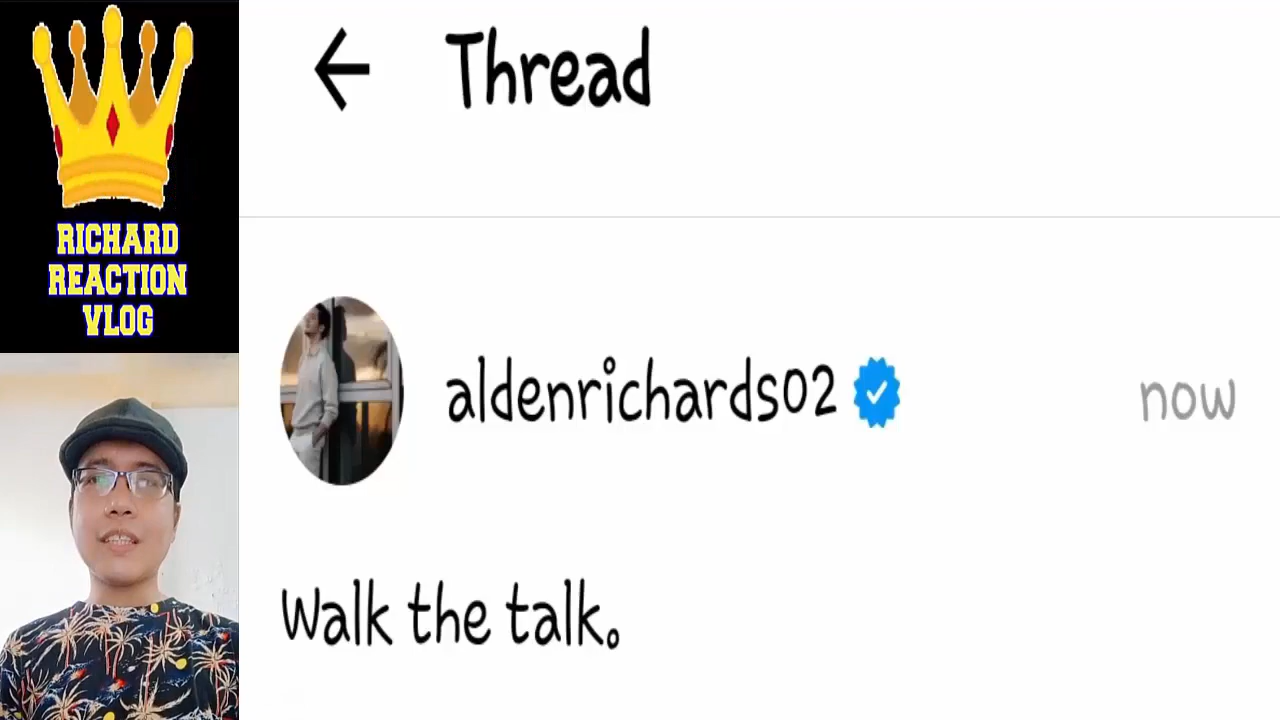 RICHARD
REACTION
VLOG
Thread
aldenrichards02
now
Walk the talk.